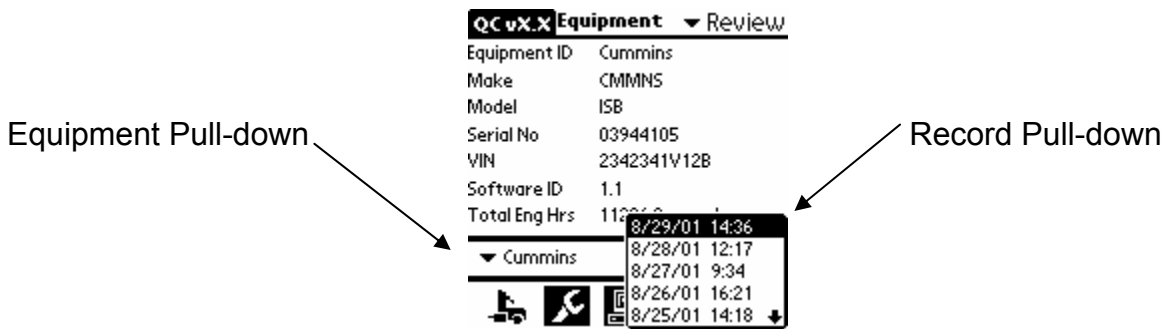 QC vX.X Equipment Review
Equipment ID Cummins
Make CMMNS
Model ISB
Serial No 03944105
Equipment Pull-down
Record Pull-down
VIN 2342341V12B
Software ID 1.1
Total Eng Hrs
8/29/01 14:36
Cummins
8/28/01 12:17
8/27/01 9:34
8/26/01 16:21
8/25/01 14:18